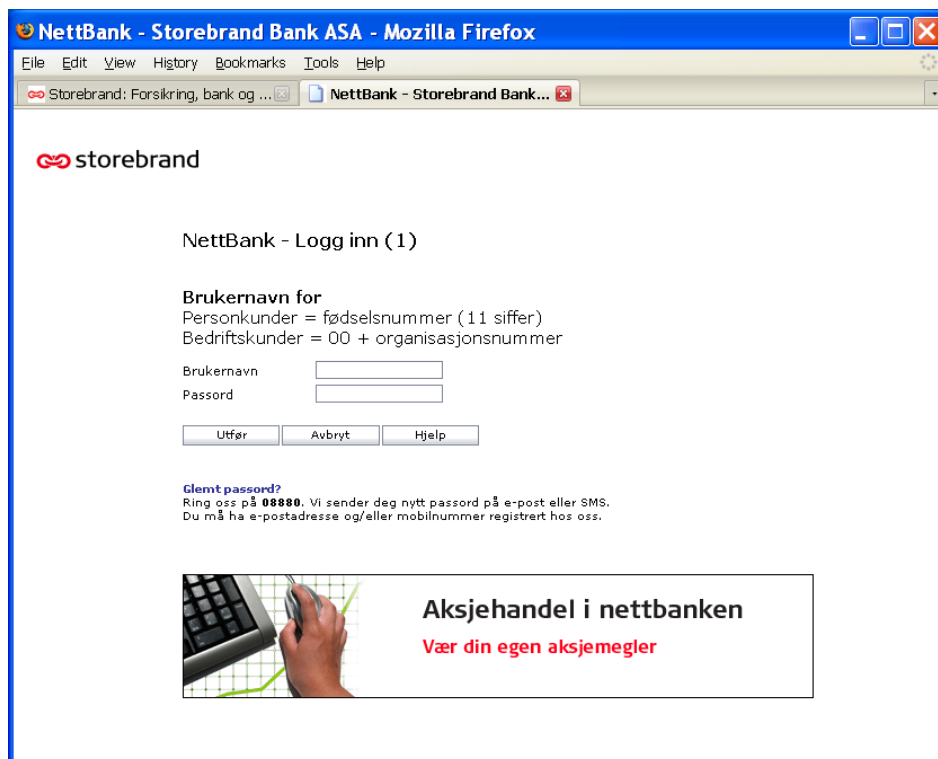 NettBank - Storebrand Bank ASA - Mozilla Firefox
File Edit View History Bookmarks Tools Help
Storebrand: Forsikring, bank og ... NettBank - Storebrand Bank...
storebrand
NettBank - Logg inn (1)
Brukernavn for
Personkunder = fødselsnummer (11 siffer)
Bedriftskunder = 00 + organisasjonsnummer
Brukernavn
Passord
Utfør Avbryt Hjelp
Glemt passord?
Ring oss på 08880. Vi sender deg nytt passord på e-post eller SMS.
Du må ha e-postadresse og/eller mobilnummer registrert hos oss.
Aksjehandel i nettbanken
Vær din egen aksjemegler